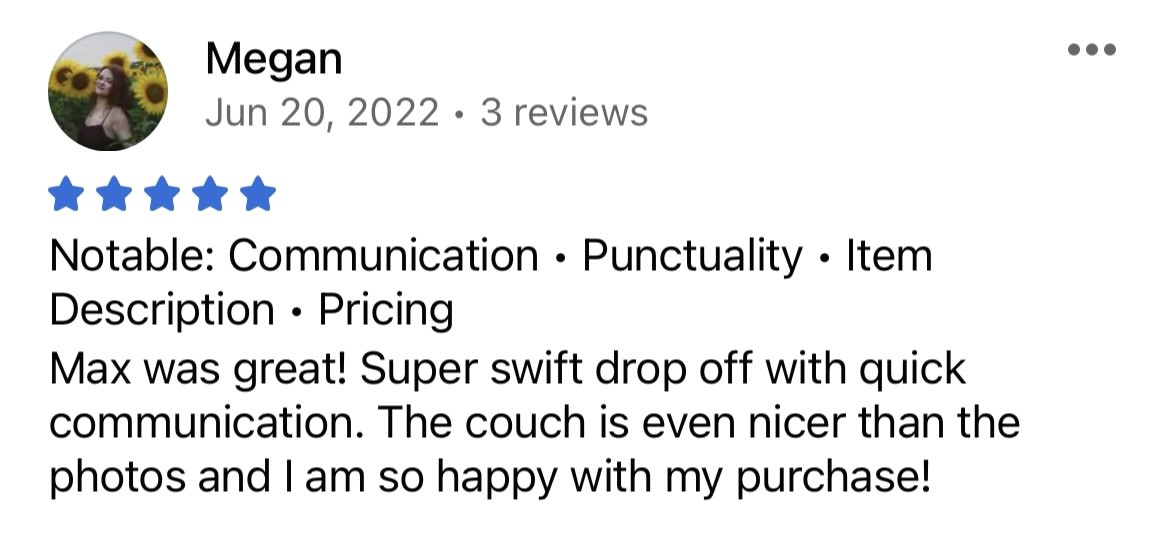 Megan
Jun 20, 2022 • 3 reviews
Notable: Communication • Punctuality • Item
Description • Pricing
Max was great! Super swift drop off with quick
communication. The couch is even nicer than the
photos and I am so happy with my purchase!